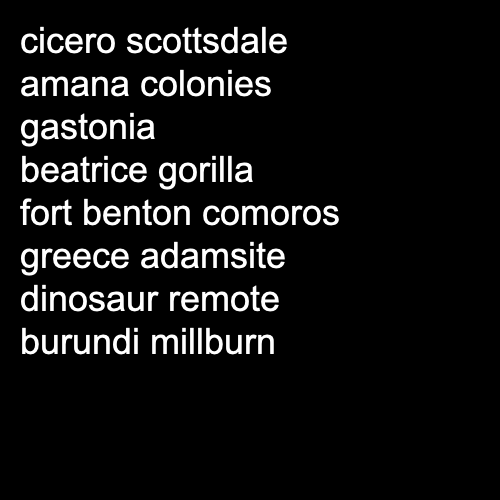 cicero scottsdale
amana colonies
gastonia
beatrice gorilla
fort benton comoros
greece adamsite
dinosaur remote
burundi millburn